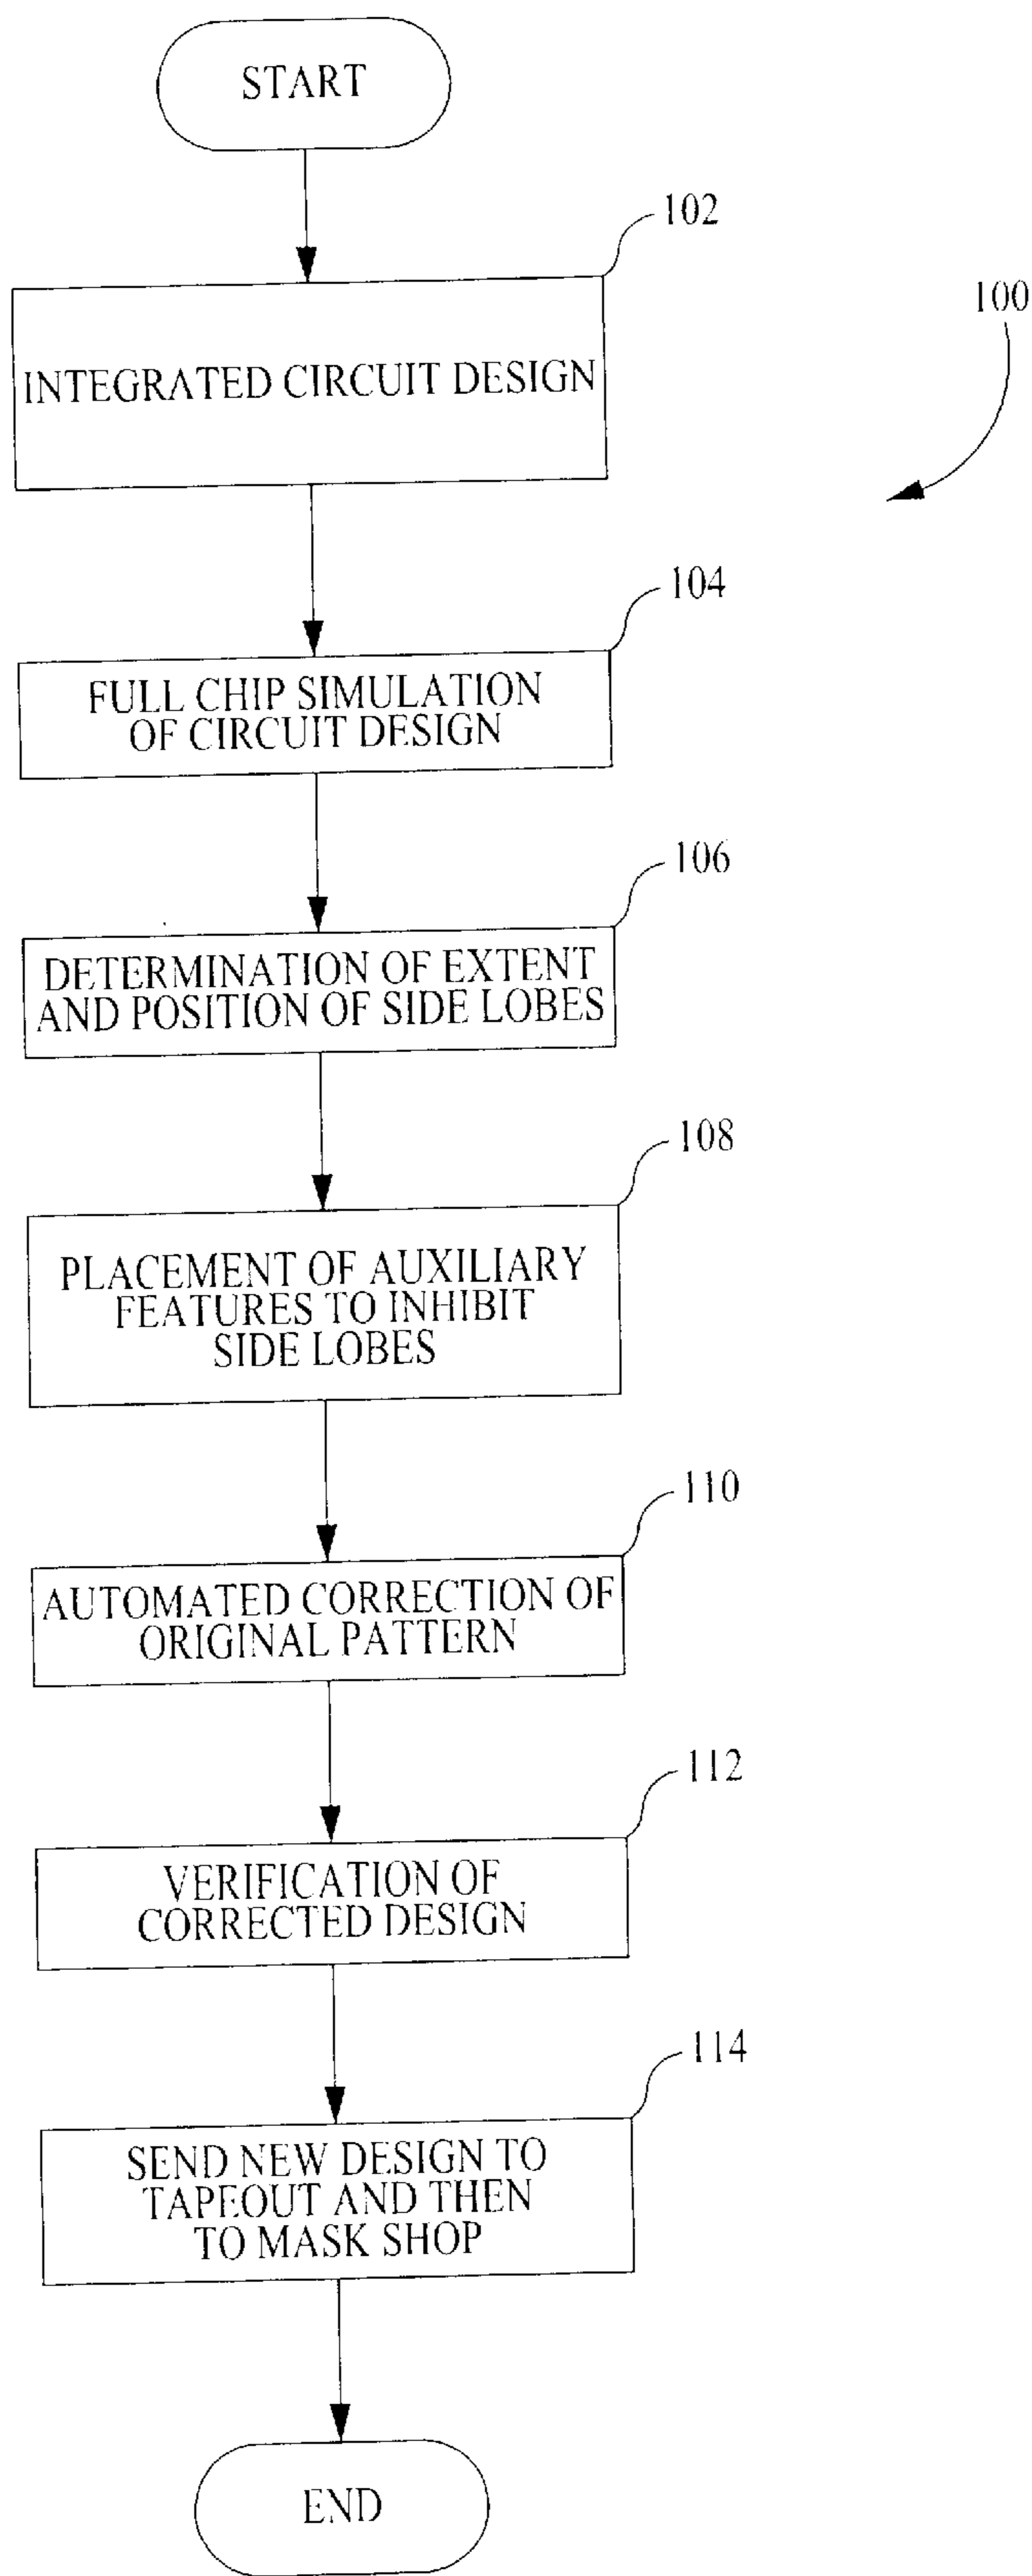 START
102
100
INTEGRATED CIRCUIT DESIGN
104
FULL CHIP SIMULATION
OF CIRCUIT DESIGN
106
DETERMINATION OF EXTENT
AND POSITION OF SIDE LOBES
108
PLACEMENT OF AUXILIARY
FEATURES TO INHIBIT
SIDE LOBES
110
AUTOMATED CORRECTION OF
ORIGINAL PATTERN
112
VERIFICATION OF
CORRECTED DESIGN
114
SEND NEW DESIGN TO
TAPEOUT AND THEN
TO MASK SHOP
END